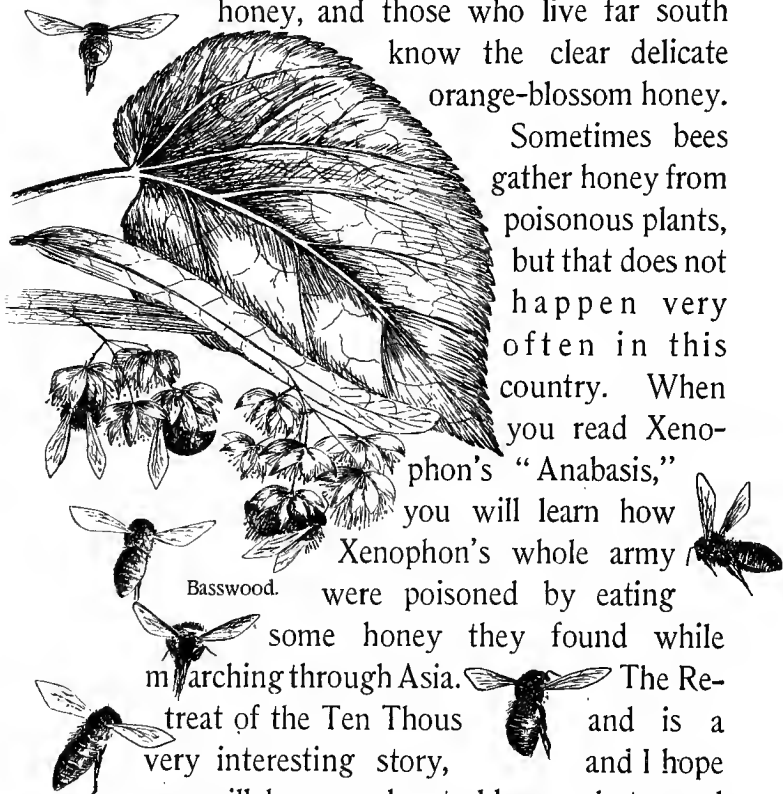 honey, and those who live far south
know the clear delicate
orange-blossom honey.
Sometimes bees
gather honey from
poisonous plants,
but that does not
happen very
often in this
country. When
you read Xeno-
phon's “Anabasis,”
you will learn how
Xenophon's whole army
Basswood.
were poisoned by eating
some honey they found while
marching through Asia. The Re-
treat of the Ten Thous and is a
very interesting story, and I hope